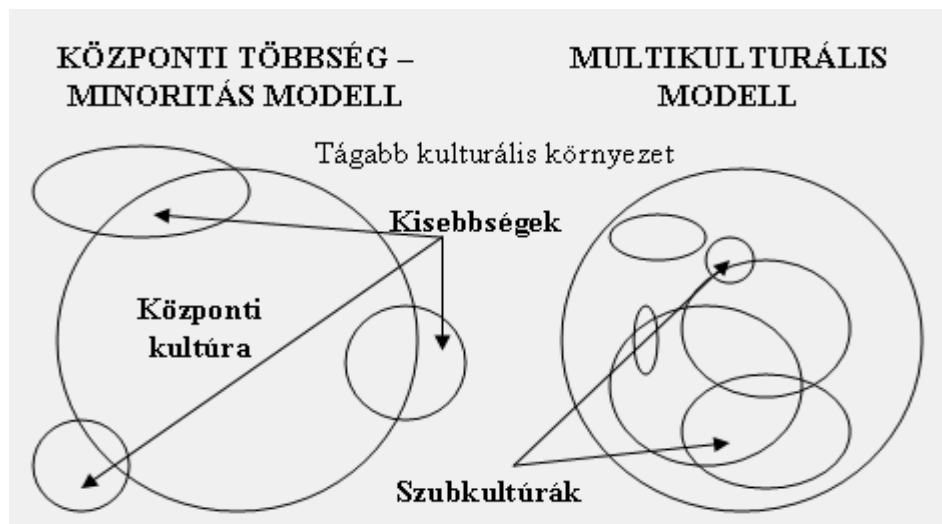 KÖZPONTI TÖBBSÉG –
MINORITÁS MODELL
MULTIKULTURÁLIS
MODELL
Tágabb kulturális környezet
Kisebbségek
Központi
kultúra
Szubkultúrák